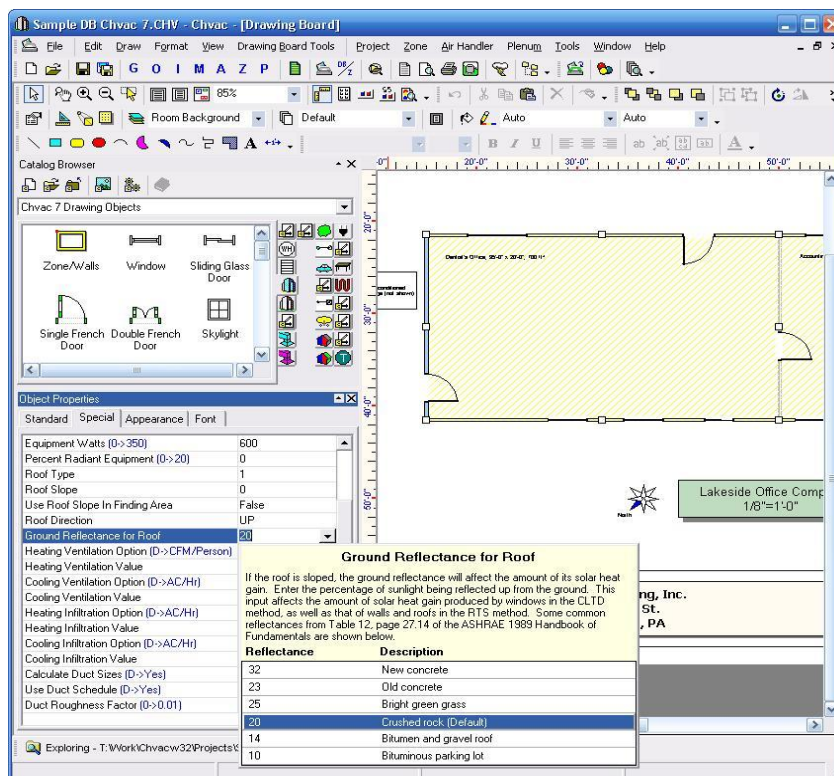 Sample DB Chvac 7.CHV - Chvac - [Drawing Board]
File Edit Draw Format View Drawing Board Tools Project Zone Air Handler Plenum Tools Window Help
G O I M A Z P
85%
Room Background Default Auto Auto
A B I U ab ab ab ab A
Catalog Browser
Chvac 7 Drawing Objects
Zone/Walls Window Sliding Glass
Door
Single French
Door
Double French
Door
Skylight
WH
T
20'-0" 30'-0" 40'-0" 50'-0"
20'-0"
30'-0"
40'-0"
50'-0"
North
Lakeside Office Comp
1/8"=1'-0"
ng, Inc.
St.
, PA
Object Properties
Standard Special Appearance Font
Equipment Watts (0->350) 600
Percent Radiant Equipment (0->20) 0
Roof Type 1
Roof Slope 0
Use Roof Slope In Finding Area False
Roof Direction UP
Ground Reflectance for Roof 20
Heating Ventilation Option (D->CFM/Person)
Heating Ventilation Value
Cooling Ventilation Option (D->AC/Hr)
Cooling Ventilation Value
Heating Infiltration Option (D->AC/Hr)
Heating Infiltration Value
Cooling Infiltration Option (D->AC/Hr)
Cooling Infiltration Value
Calculate Duct Sizes (D->Yes)
Use Duct Schedule (D->Yes)
Duct Roughness Factor (0->0.01)
Ground Reflectance for Roof
If the roof is sloped, the ground reflectance will affect the amount of its solar heat
gain. Enter the percentage of sunlight being reflected up from the ground. This
input affects the amount of solar heat gain produced by windows in the CLTD
method, as well as that of walls and roofs in the RTS method. Some common
reflectances from Table 12, page 27.14 of the ASHRAE 1989 Handbook of
Fundamentals are shown below.
Reflectance Description
32 New concrete
23 Old concrete
25 Bright green grass
20 Crushed rock (Default)
14 Bitumen and gravel roof
10 Bituminous parking lot
Exploring - T:\Work\Chvacw32\Projects\S